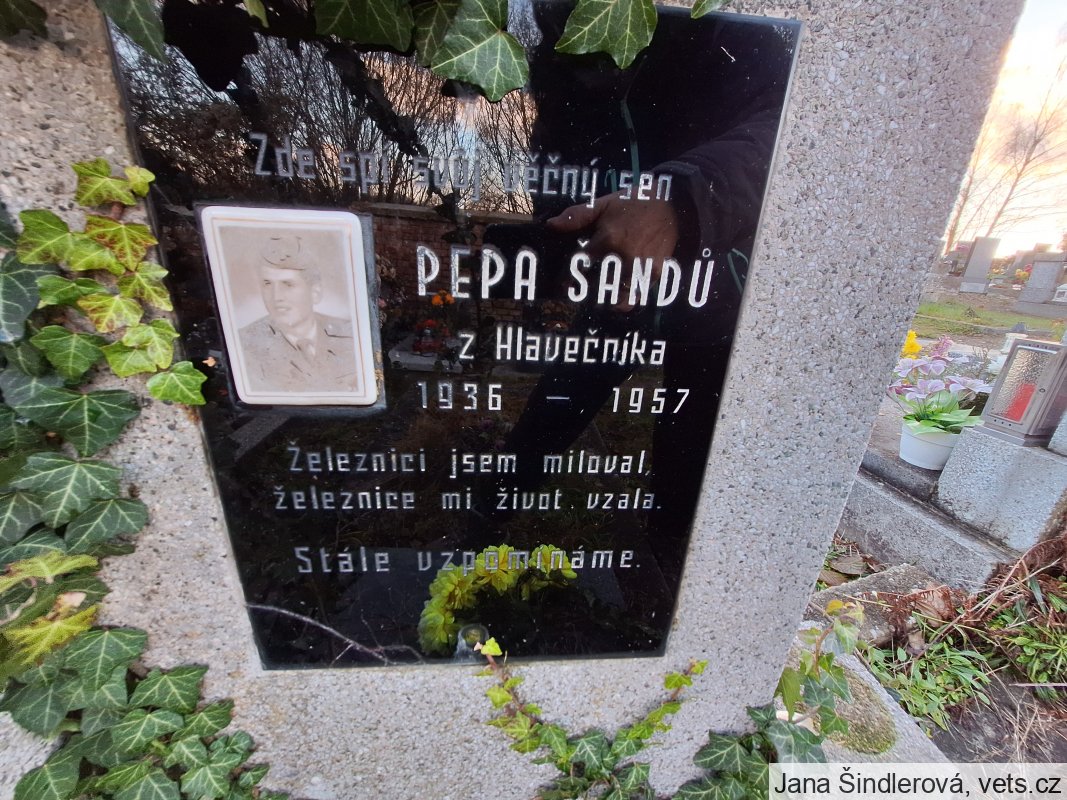 Zde spí svůj věčný sen
PEPA ŠANDŮ
z Hlavečníka
1936 – 1957
Železnici jsem miloval,
železnice mi život vzala.
Stále vzpomínáme.
Jana Šindlerová, vets.cz